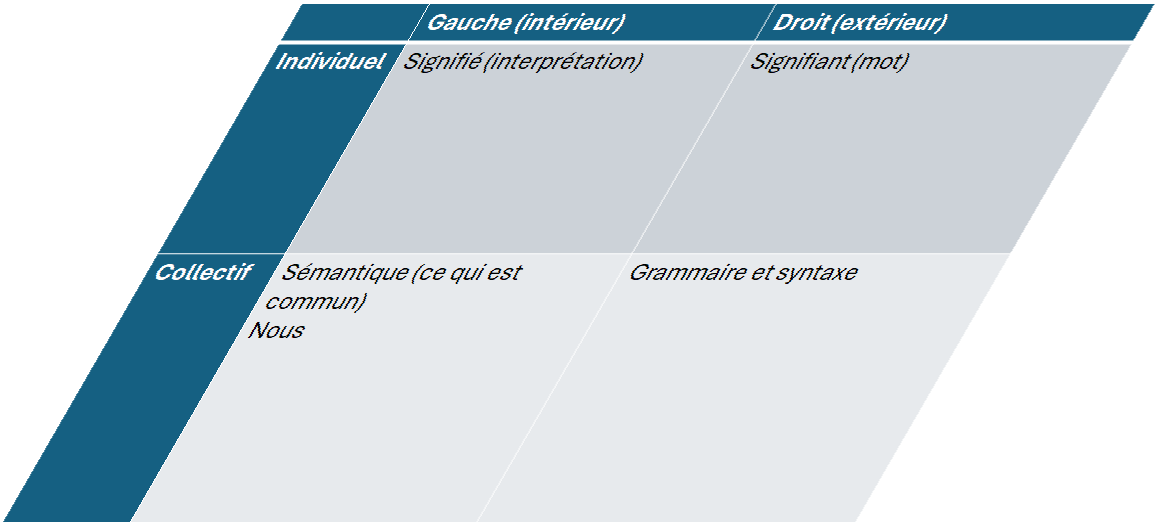 Gauche (intérieur) Droit (extérieur)
Individuel Signifié (interprétation) Signifiant (mot)
Collectif Sémantique (ce qui est Grammaire et syntaxe
commun)
Nous